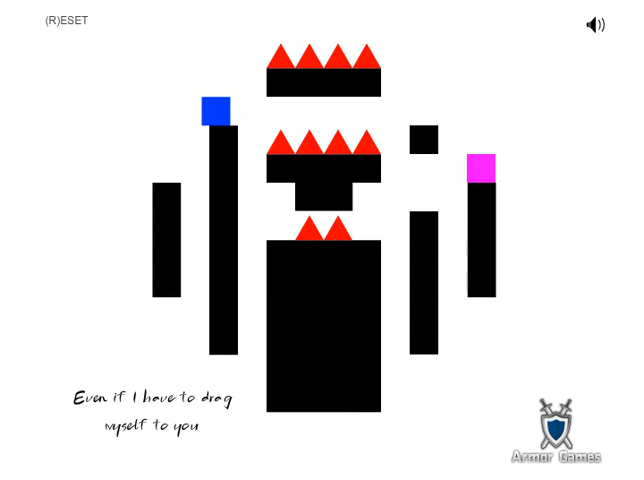 (R)ESET
Even if I have to drag
myself to you
Armor Games